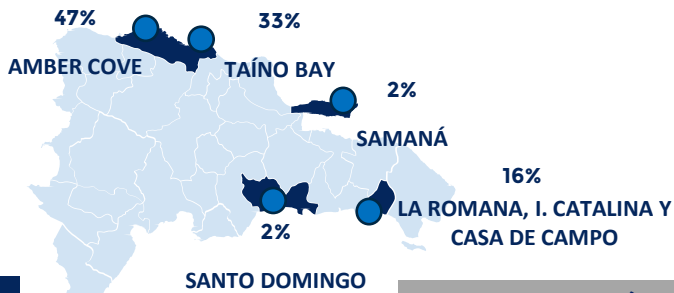 47%
33%
AMBER COVE
TAÍNO BAY
2%
SAMANÁ
16%
LA ROMANA, I. CATALINA Y
CASA DE CAMPO
2%
SANTO DOMINGO